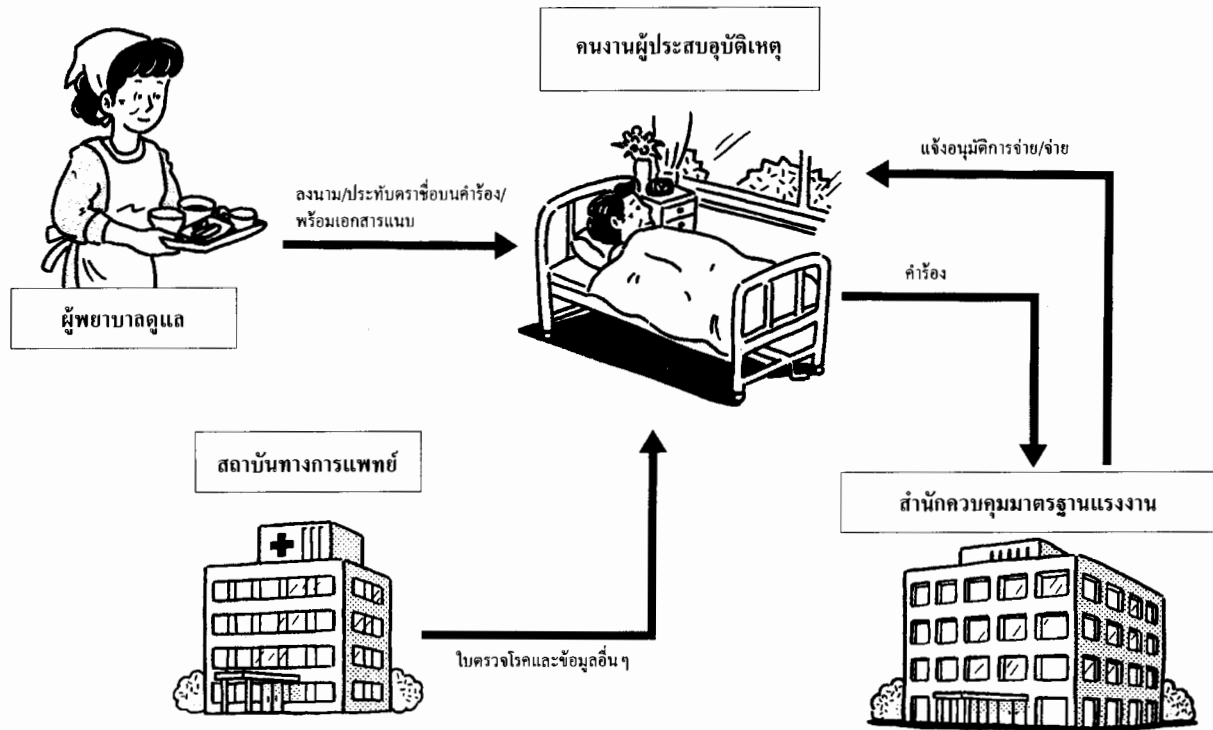 คนงานผู้ประสบอุบัติเหตุ
แจ้งอนุมัติการจ่าย/จ่าย
ลงนาม/ประทับตราชื่อบนคำร้อง/
พร้อมเอกสารแนบ
คำร้อง
ผู้พยาบาลดูแล
สถาบันทางการแพทย์
สำนักควบคุมมาตรฐานแรงงาน
ใบตรวจโรคและข้อมูลอื่น ๆ